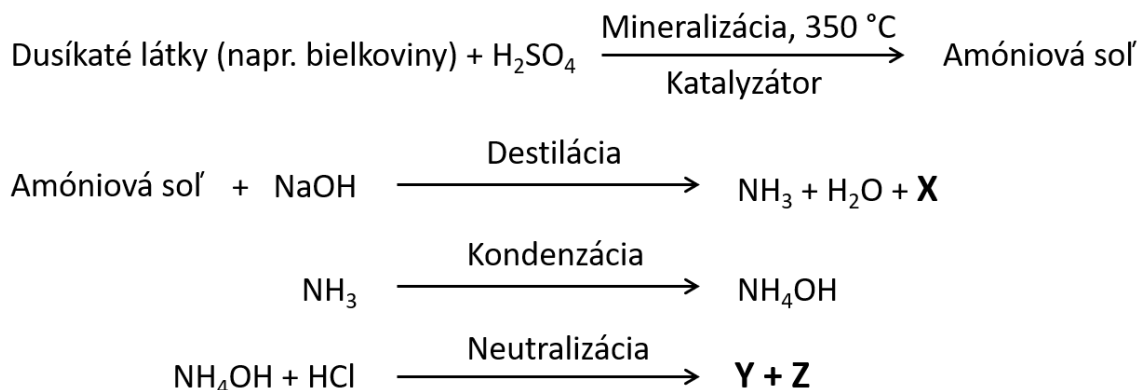 Mineralizácia, 350 °C
Dusíkaté látky (napr. bielkoviny) + H₂SO₄ ⟶ Amóniová soľ
Katalyzátor
Destilácia
Amóniová soľ + NaOH ⟶ NH₃ + H₂O + X
Kondenzácia
NH₃ ⟶ NH₄OH
Neutralizácia
NH₄OH + HCl ⟶ Y + Z